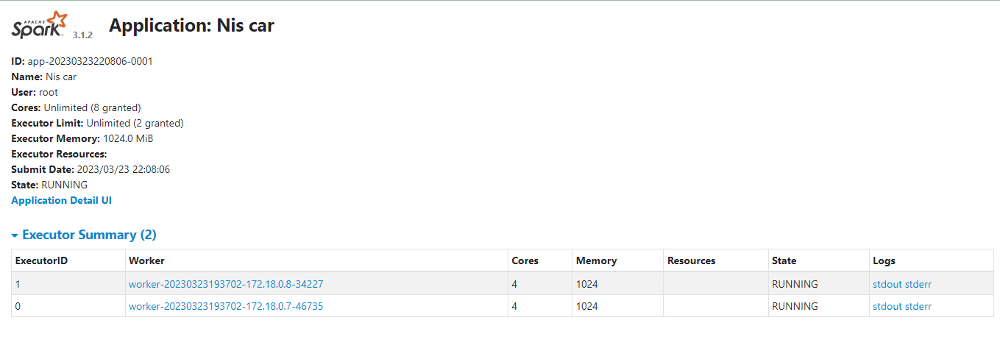 APACHE
Spark 3.1.2 Application: Nis car
ID: app-20230323220806-0001
Name: Nis car
User: root
Cores: Unlimited (8 granted)
Executor Limit: Unlimited (2 granted)
Executor Memory: 1024.0 MiB
Executor Resources:
Submit Date: 2023/03/23 22:08:06
State: RUNNING
Application Detail UI
Executor Summary (2)
ExecutorID Worker Cores Memory Resources State Logs
1 worker-20230323193702-172.18.0.8-34227 4 1024 RUNNING stdout stderr
0 worker-20230323193702-172.18.0.7-46735 4 1024 RUNNING stdout stderr